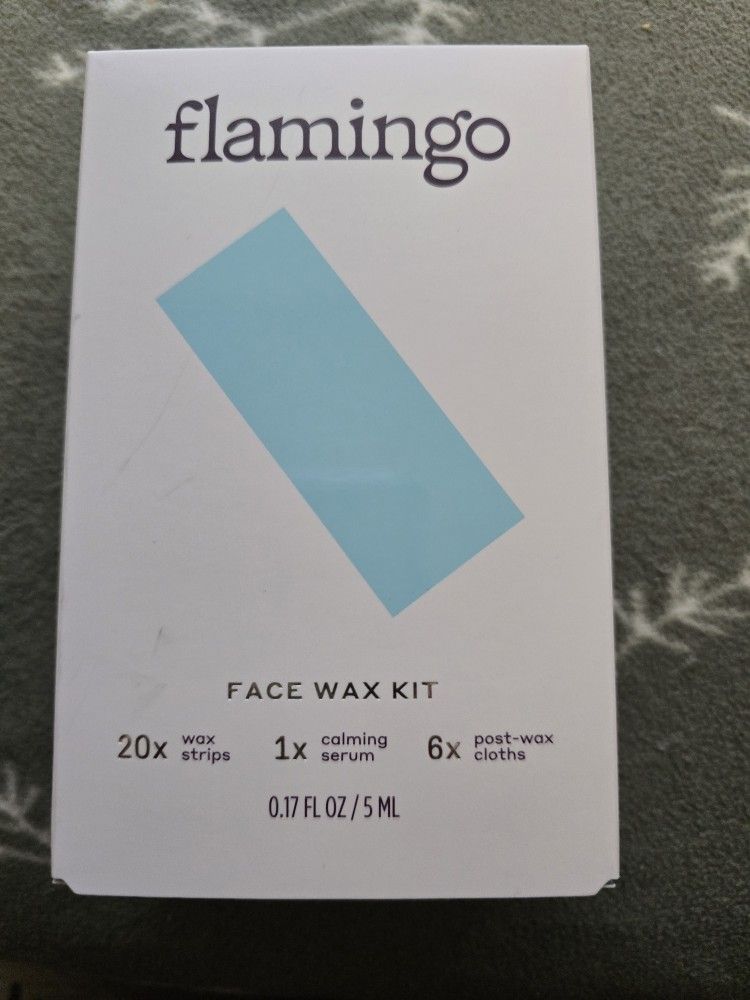 flamingo
FACE WAX KIT
20x wax strips 1x calming serum 6x post-wax cloths
0.17 FL OZ / 5 ML